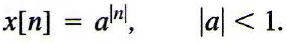 x[n] = a^{|n|},     |a| < 1.